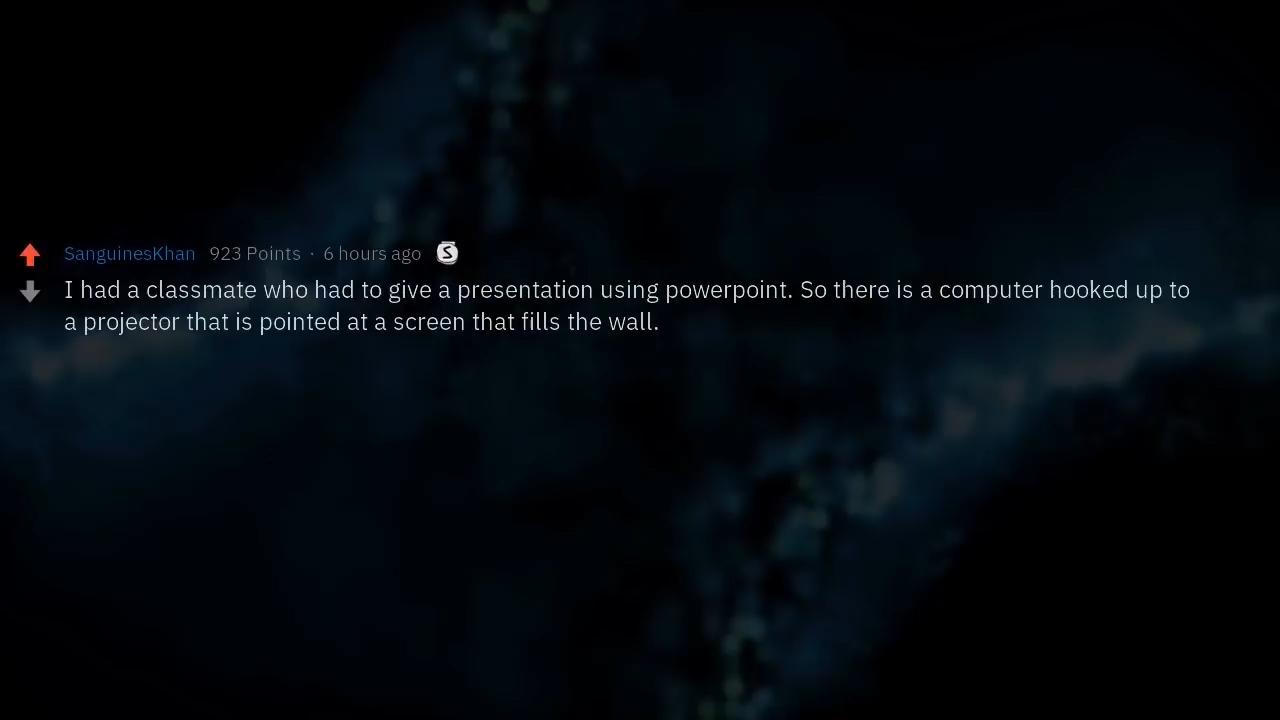 SanguinesKhan 923 Points · 6 hours ago S
I had a classmate who had to give a presentation using powerpoint. So there is a computer hooked up to
a projector that is pointed at a screen that fills the wall.